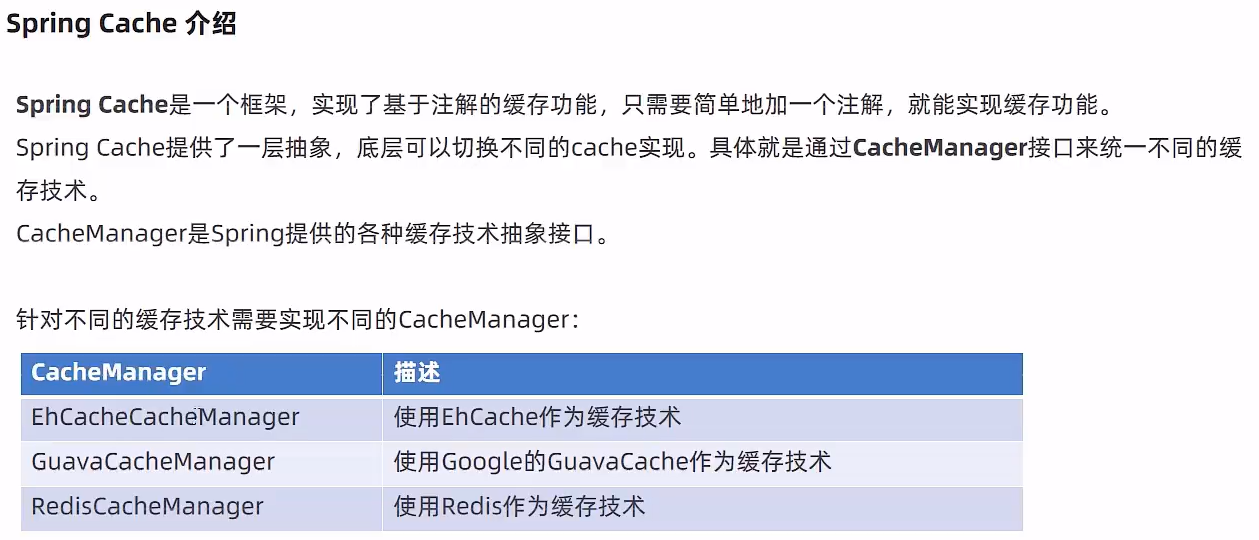 Spring Cache 介绍
Spring Cache是一个框架，实现了基于注解的缓存功能，只需要简单地加一个注解，就能实现缓存功能。
Spring Cache提供了一层抽象，底层可以切换不同的cache实现。具体就是通过CacheManager接口来统一不同的缓
存技术。
CacheManager是Spring提供的各种缓存技术抽象接口。
针对不同的缓存技术需要实现不同的CacheManager：
CacheManager 描述
EhCacheCacheManager 使用EhCache作为缓存技术
GuavaCacheManager 使用Google的GuavaCache作为缓存技术
RedisCacheManager 使用Redis作为缓存技术